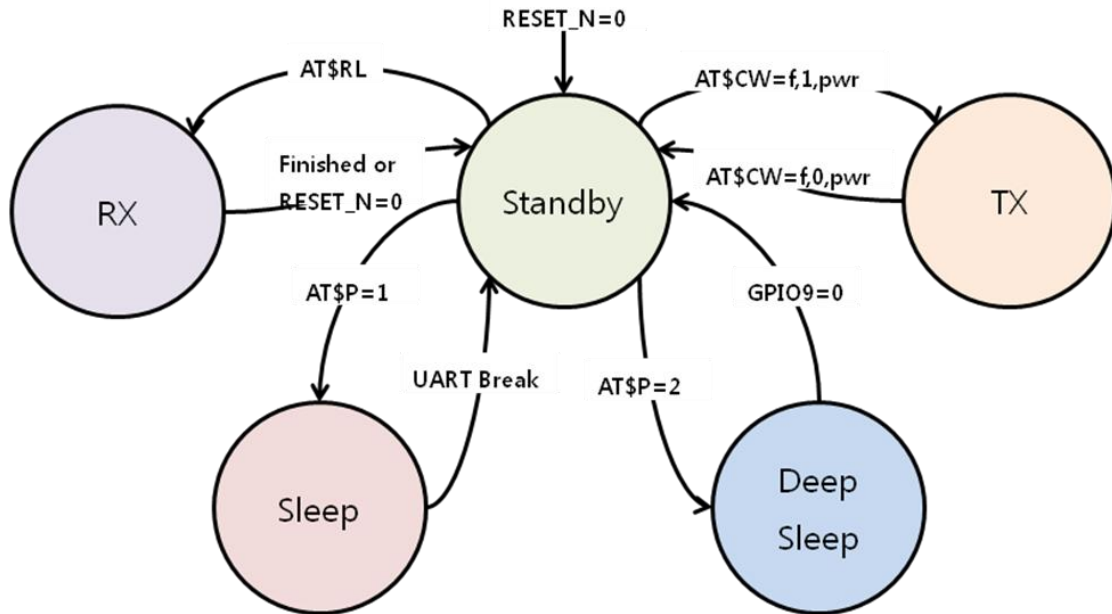 RESET_N=0
AT$RL
AT$CW=f,1,pwr
Finished or
RESET_N=0
AT$CW=f,0,pwr
RX
Standby
TX
AT$P=1
GPIO9=0
UART Break
AT$P=2
Sleep
Deep
Sleep